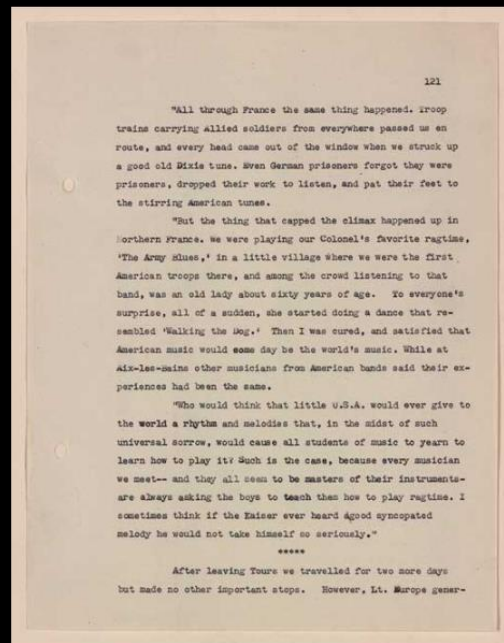 121
"All through France the same thing happened. Troop
trains carrying Allied soldiers from everywhere passed us en
route, and every head came out of the window when we struck up
a good old Dixie tune. Even German prisoners forgot they were
prisoners, dropped their work to listen, and pat their feet to
the stirring American tunes.
"But the thing that capped the climax happened up in
Northern France. We were playing our Colonel's favorite ragtime,
'The Army Blues,' in a little village where we were the first
American troops there, and among the crowd listening to that
band, was an old lady about sixty years of age. To everyone's
surprise, all of a sudden, she started doing a dance that re-
sembled 'Walking the Dog.' Then I was cured, and satisfied that
American music would some day be the world's music. While at
Aix-les-Bains other musicians from American bands said their ex-
periences had been the same.
"Who would think that little U.S.A. would ever give to
the world a rhythm and melodies that, in the midst of such
universal sorrow, would cause all students of music to yearn to
learn how to play it? Such is the case, because every musician
we meet-- and they all seem to be masters of their instruments-
are always asking the boys to teach them how to play ragtime. I
sometimes think if the Kaiser ever heard agood syncopated
melody he would not take himself so seriously."
*****
After leaving Tours we travelled for two more days
but made no other important stops. However, Lt. Europe gener-